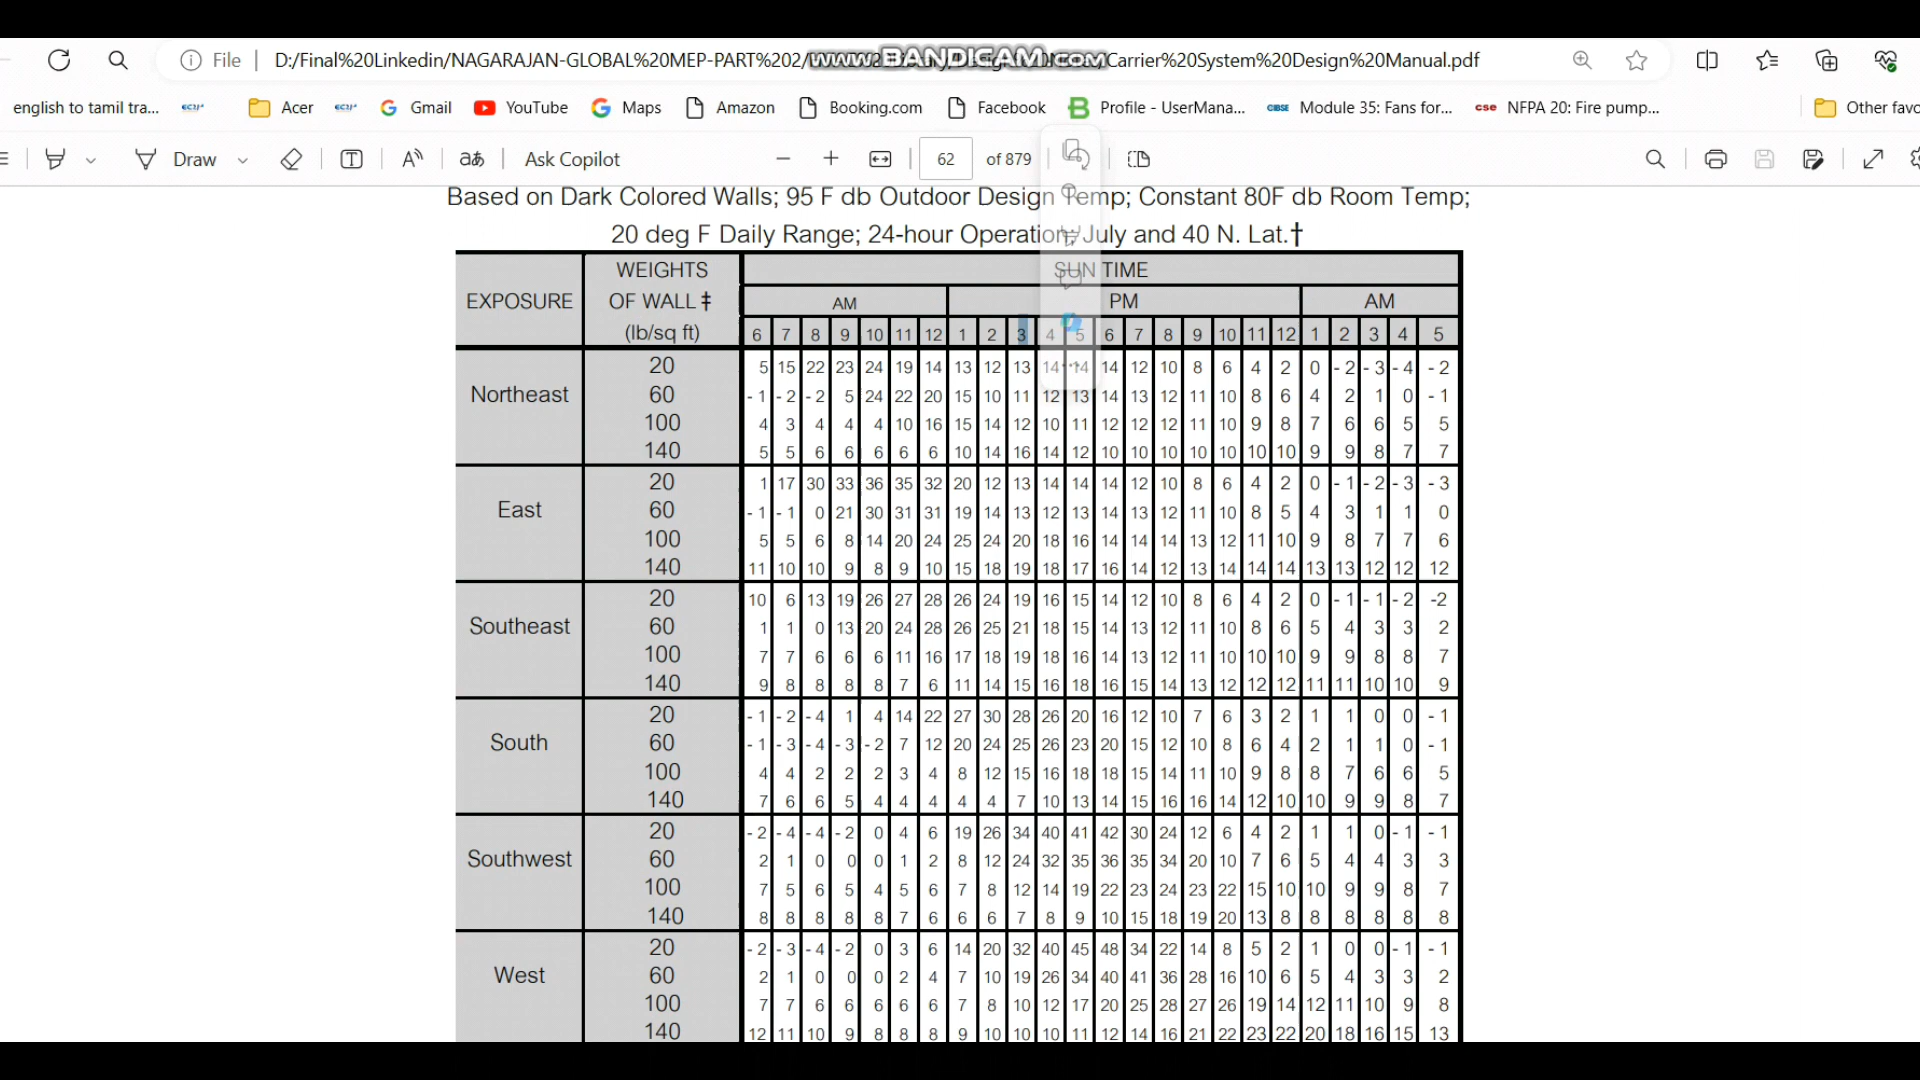 File | D:/Final%20Linkedin/NAGARAJAN-GLOBAL%20MEP-PART%202/ www.BANDICAM.com /Carrier%20System%20Design%20Manual.pdf
english to tamil tra... Acer Gmail YouTube Maps Amazon Booking.com Facebook Profile - UserMana... CIBSE Module 35: Fans for... cse NFPA 20: Fire pump... Other favo
Draw Ask Copilot 62 of 879
Based on Dark Colored Walls; 95 F db Outdoor Design Temp; Constant 80F db Room Temp;
20 deg F Daily Range; 24-hour Operation; July and 40 N. Lat.†
EXPOSURE WEIGHTS OF WALL ‡ (lb/sq ft) SUN TIME
AM PM AM
6 7 8 9 10 11 12 1 2 3 4 5 6 7 8 9 10 11 12 1 2 3 4 5
Northeast
20 5 15 22 23 24 19 14 13 12 13 14 14 14 12 10 8 6 4 2 0 -2 -3 -4 -2
60 -1 -2 -2 5 24 22 20 15 10 11 12 13 14 13 12 11 10 8 6 4 2 1 0 -1
100 4 3 4 4 4 10 16 15 14 12 10 11 12 12 12 11 10 9 8 7 6 6 5 5
140 5 5 6 6 6 6 6 10 14 16 14 12 10 10 10 10 10 10 10 9 9 8 7 7
East
20 1 17 30 33 36 35 32 20 12 13 14 14 14 12 10 8 6 4 2 0 -1 -2 -3 -3
60 -1 -1 0 21 30 31 31 19 14 13 12 13 14 13 12 11 10 8 5 4 3 1 1 0
100 5 5 6 8 14 20 24 25 24 20 18 16 14 14 14 13 12 11 10 9 8 7 7 6
140 11 10 10 9 8 9 10 15 18 19 18 17 16 14 12 13 14 14 14 13 13 12 12 12
Southeast
20 10 6 13 19 26 27 28 26 24 19 16 15 14 12 10 8 6 4 2 0 -1 -1 -2 -2
60 1 1 0 13 20 24 28 26 25 21 18 15 14 13 12 11 10 8 6 5 4 3 3 2
100 7 7 6 6 6 11 16 17 18 19 18 16 14 13 12 11 10 10 10 9 9 8 8 7
140 9 8 8 8 8 7 6 11 14 15 16 18 16 15 14 13 12 12 12 11 11 10 10 9
South
20 -1 -2 -4 1 4 14 22 27 30 28 26 20 16 12 10 7 6 3 2 1 1 0 0 -1
60 -1 -3 -4 -3 -2 7 12 20 24 25 26 23 20 15 12 10 8 6 4 2 1 1 0 -1
100 4 4 2 2 2 3 4 8 12 15 16 18 18 15 14 11 10 9 8 8 7 6 6 5
140 7 6 6 5 4 4 4 4 4 7 10 13 14 15 16 16 14 12 10 10 9 9 8 7
Southwest
20 -2 -4 -4 -2 0 4 6 19 26 34 40 41 42 30 24 12 6 4 2 1 1 0 -1 -1
60 2 1 0 0 0 1 2 8 12 24 32 35 36 35 34 20 10 7 6 5 4 4 3 3
100 7 5 6 5 4 5 6 7 8 12 14 19 22 23 24 23 22 15 10 10 9 9 8 7
140 8 8 8 8 8 7 6 6 6 7 8 9 10 15 18 19 20 13 8 8 8 8 8 8
West
20 -2 -3 -4 -2 0 3 6 14 20 32 40 45 48 34 22 14 8 5 2 1 0 0 -1 -1
60 2 1 0 0 0 2 4 7 10 19 26 34 40 41 36 28 16 10 6 5 4 3 3 2
100 7 7 6 6 6 6 6 7 8 10 12 17 20 25 28 27 26 19 14 12 11 10 9 8
140 12 11 10 9 8 8 8 9 10 10 10 11 12 14 16 21 22 23 22 20 18 16 15 13